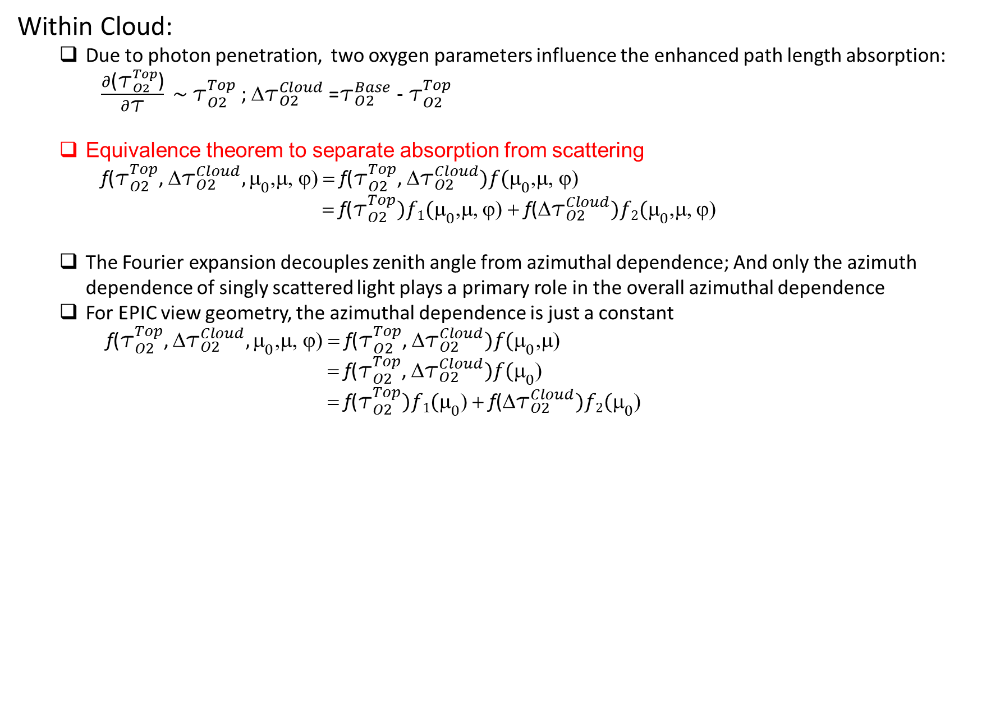 Within Cloud:
❑ Due to photon penetration, two oxygen parameters influence the enhanced path length absorption:
$\frac{\partial(\tau_{O2}^{Top})}{\partial\tau} \sim \tau_{O2}^{Top}$ ; $\Delta\tau_{O2}^{Cloud}$ =$\tau_{O2}^{Base}$ - $\tau_{O2}^{Top}$
❑ Equivalence theorem to separate absorption from scattering
$f(\tau_{O2}^{Top}, \Delta\tau_{O2}^{Cloud}, \mu_0, \mu, \varphi) = f(\tau_{O2}^{Top}, \Delta\tau_{O2}^{Cloud}) f(\mu_0, \mu, \varphi)$
$= f(\tau_{O2}^{Top}) f_1(\mu_0, \mu, \varphi) + f(\Delta\tau_{O2}^{Cloud}) f_2(\mu_0, \mu, \varphi)$
❑ The Fourier expansion decouples zenith angle from azimuthal dependence; And only the azimuth
dependence of singly scattered light plays a primary role in the overall azimuthal dependence
❑ For EPIC view geometry, the azimuthal dependence is just a constant
$f(\tau_{O2}^{Top}, \Delta\tau_{O2}^{Cloud}, \mu_0, \mu, \varphi) = f(\tau_{O2}^{Top}, \Delta\tau_{O2}^{Cloud}) f(\mu_0, \mu)$
$= f(\tau_{O2}^{Top}, \Delta\tau_{O2}^{Cloud}) f(\mu_0)$
$= f(\tau_{O2}^{Top}) f_1(\mu_0) + f(\Delta\tau_{O2}^{Cloud}) f_2(\mu_0)$